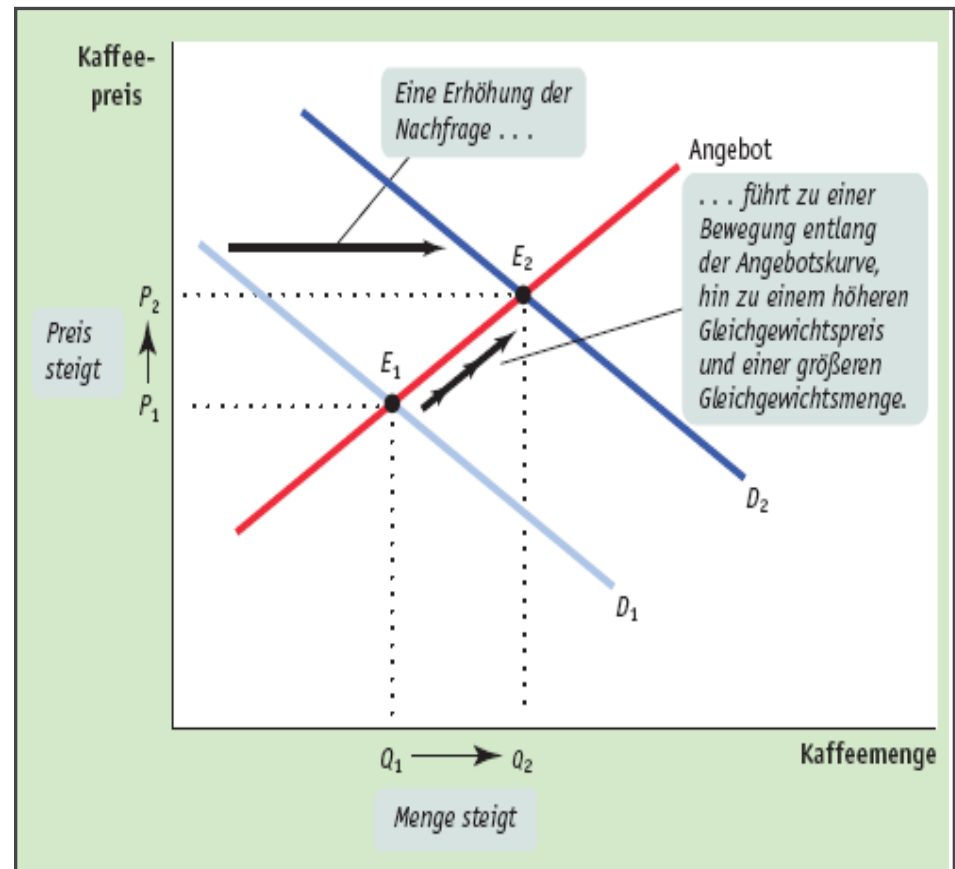 Kaffee-
preis
Eine Erhöhung der
Nachfrage . . .
Angebot
. . . führt zu einer
Bewegung entlang
der Angebotskurve,
hin zu einem höheren
Gleichgewichtspreis
und einer größeren
Gleichgewichtsmenge.
E₂
P₂
Preis
steigt
E₁
P₁
D₂
D₁
Q₁ Q₂
Kaffeemenge
Menge steigt